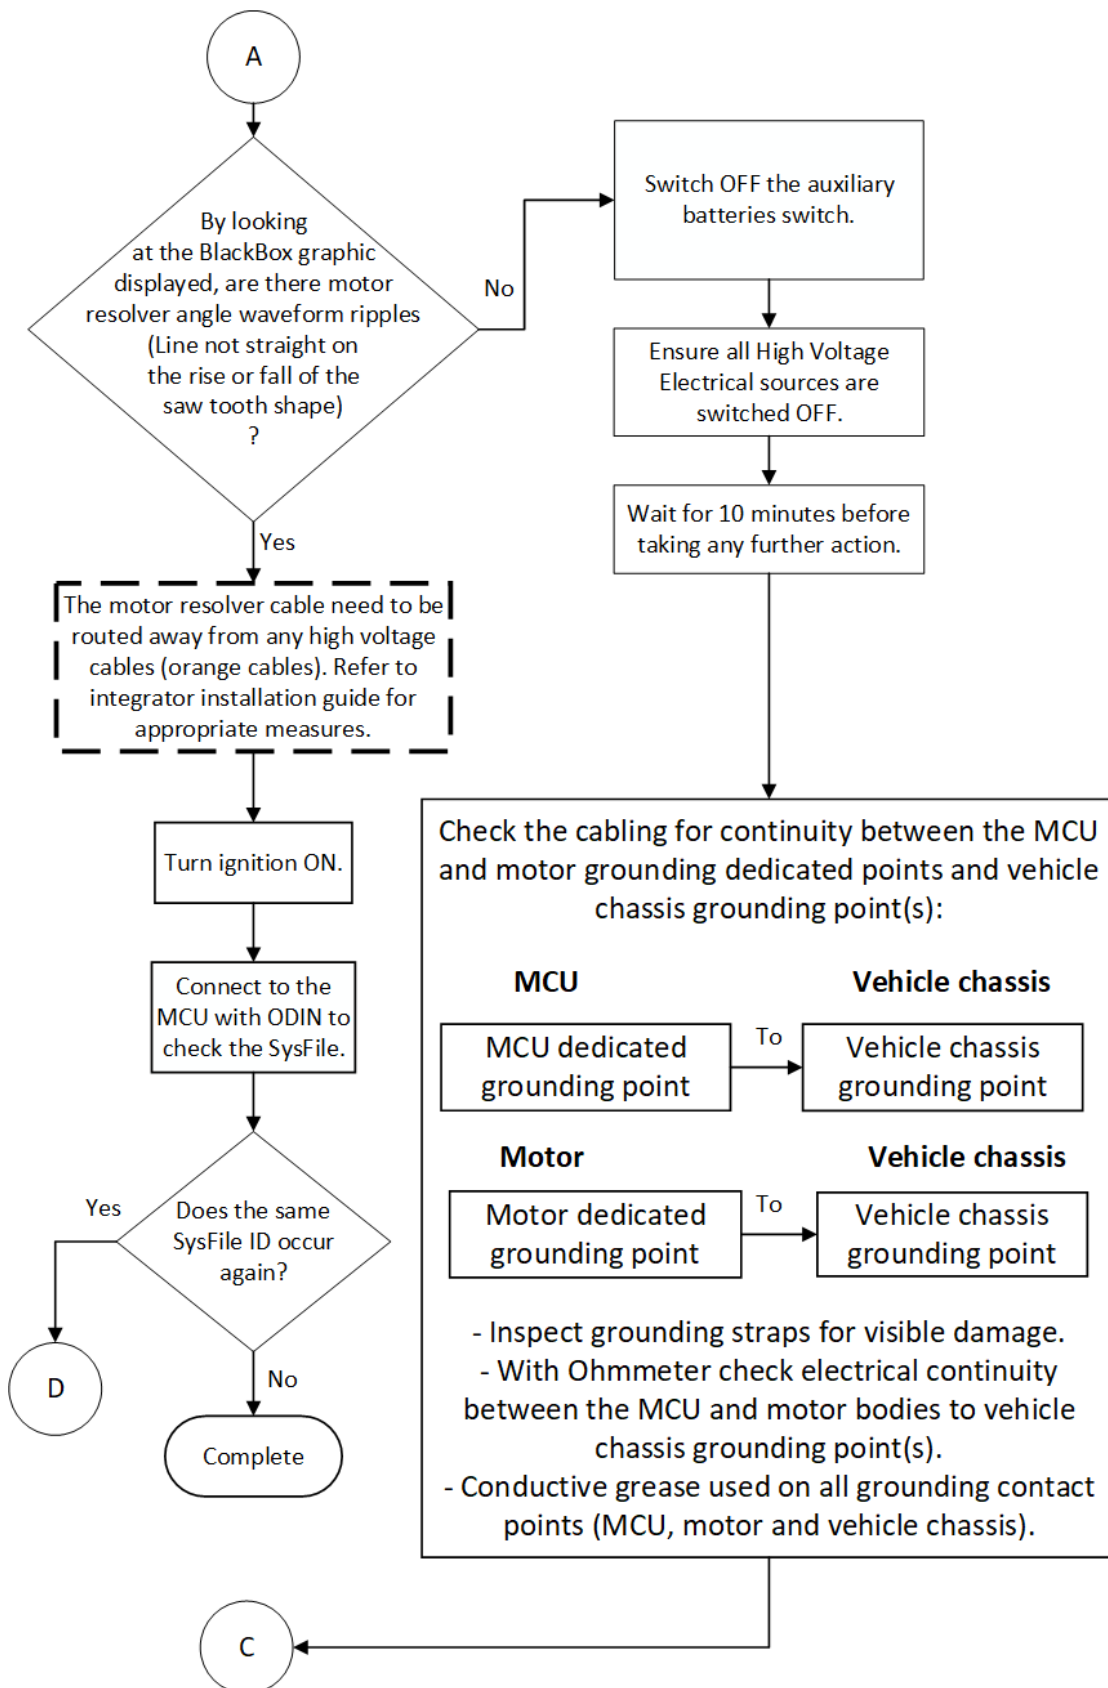 A
By looking
at the BlackBox graphic
displayed, are there motor
resolver angle waveform ripples
(Line not straight on
the rise or fall of the
saw tooth shape)
?
No
Switch OFF the auxiliary
batteries switch.
Ensure all High Voltage
Electrical sources are
switched OFF.
Wait for 10 minutes before
taking any further action.
Yes
The motor resolver cable need to be
routed away from any high voltage
cables (orange cables). Refer to
integrator installation guide for
appropriate measures.
Turn ignition ON.
Connect to the
MCU with ODIN to
check the SysFile.
Does the same
SysFile ID occur
again?
Yes
D
No
Complete
Check the cabling for continuity between the MCU
and motor grounding dedicated points and vehicle
chassis grounding point(s):
MCU
Vehicle chassis
MCU dedicated
grounding point
To
Vehicle chassis
grounding point
Motor
Vehicle chassis
Motor dedicated
grounding point
To
Vehicle chassis
grounding point
- Inspect grounding straps for visible damage.
- With Ohmmeter check electrical continuity
between the MCU and motor bodies to vehicle
chassis grounding point(s).
- Conductive grease used on all grounding contact
points (MCU, motor and vehicle chassis).
C